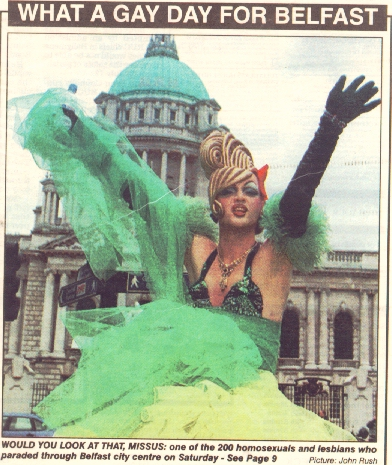 WHAT A GAY DAY FOR BELFAST
WOULD YOU LOOK AT THAT, MISSUS: one of the 200 homosexuals and lesbians who
paraded through Belfast city centre on Saturday - See Page 9
Picture: John Rush